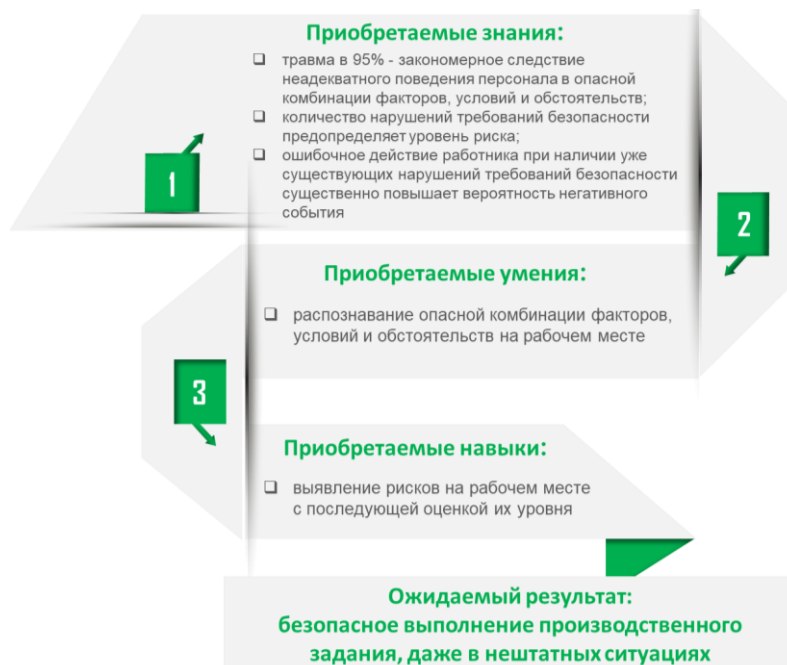 Приобретаемые знания:
❑ травма в 95% - закономерное следствие
неадекватного поведения персонала в опасной
комбинации факторов, условий и обстоятельств;
❑ количество нарушений требований безопасности
предопределяет уровень риска;
❑ ошибочное действие работника при наличии уже
существующих нарушений требований безопасности
существенно повышает вероятность негативного
события
1
2
Приобретаемые умения:
❑ распознавание опасной комбинации факторов,
условий и обстоятельств на рабочем месте
3
Приобретаемые навыки:
❑ выявление рисков на рабочем месте
с последующей оценкой их уровня
Ожидаемый результат:
безопасное выполнение производственного
задания, даже в нештатных ситуациях